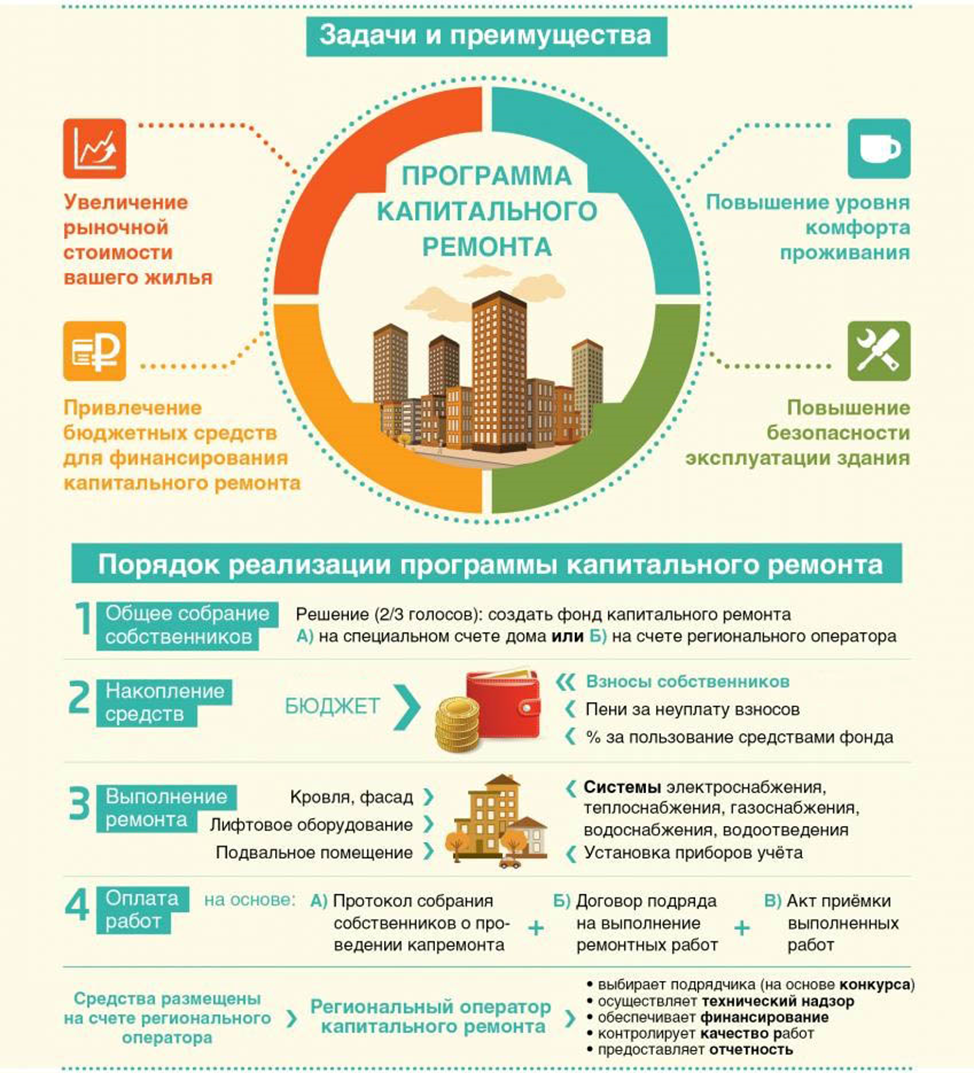 Задачи и преимущества
ПРОГРАММА
КАПИТАЛЬНОГО
РЕМОНТА
Увеличение
рыночной
стоимости
вашего жилья
Повышение уровня
комфорта
проживания
Привлечение
бюджетных средств
для финансирования
капитального ремонта
Повышение
безопасности
эксплуатации здания
Порядок реализации программы капитального ремонта
1 Общее собрание
собственников
Решение (2/3 голосов): создать фонд капитального ремонта
А) на специальном счете дома или Б) на счете регионального оператора
2 Накопление
средств
БЮДЖЕТ
Взносы собственников
Пени за неуплату взносов
% за пользование средствами фонда
3 Выполнение
ремонта
Кровля, фасад
Лифтовое оборудование
Подвальное помещение
Системы электроснабжения,
теплоснабжения, газоснабжения,
водоснабжения, водоотведения
Установка приборов учёта
4 Оплата
работ
на основе:
А) Протокол собрания
собственников о про-
ведении капремонта
+
Б) Договор подряда
на выполнение
ремонтных работ
+
В) Акт приёмки
выполненных
работ
Средства размещены
на счете регионального
оператора
Региональный оператор
капитального ремонта
• выбирает подрядчика (на основе конкурса)
• осуществляет технический надзор
• обеспечивает финансирование
• контролирует качество работ
• предоставляет отчетность